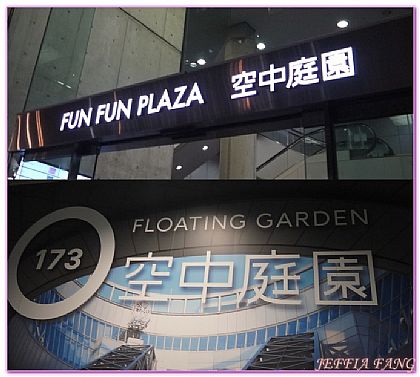 FUN FUN PLAZA 空中庭園
FLOATING GARDEN
173
空中庭園
JEFFIA FANG